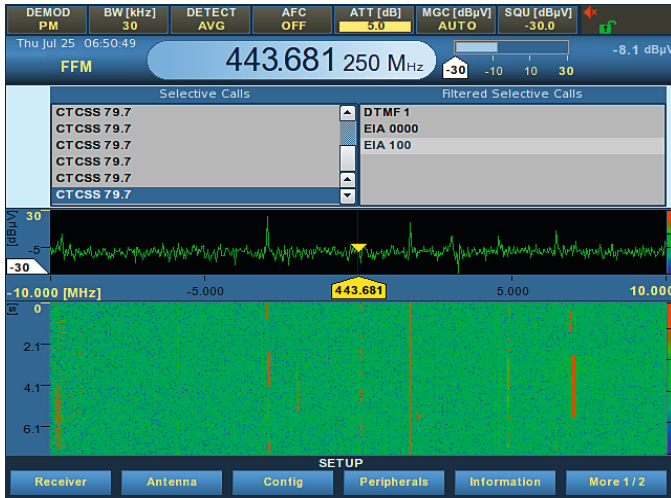 DEMOD BW [kHz] DETECT AFC ATT [dB] MGC [dBµV] SQU [dBµV]
PM 30 AVG OFF 5.0 AUTO -30.0
Thu Jul 25 06:50:49
FFM 443.681 250 MHz
-30 -10 10 30
-8.1 dBµV
Selective Calls Filtered Selective Calls
CTCSS 79.7 DTMF 1
CTCSS 79.7 EIA 0000
CTCSS 79.7 EIA 100
CTCSS 79.7
CTCSS 79.7
CTCSS 79.7
[dBµV] 30
-5
-30
-10.000 [MHz] -5.000 443.681 5.000 10.000
[s] 0
2.1
4.1
6.1
SETUP
Receiver Antenna Config Peripherals Information More 1 / 2